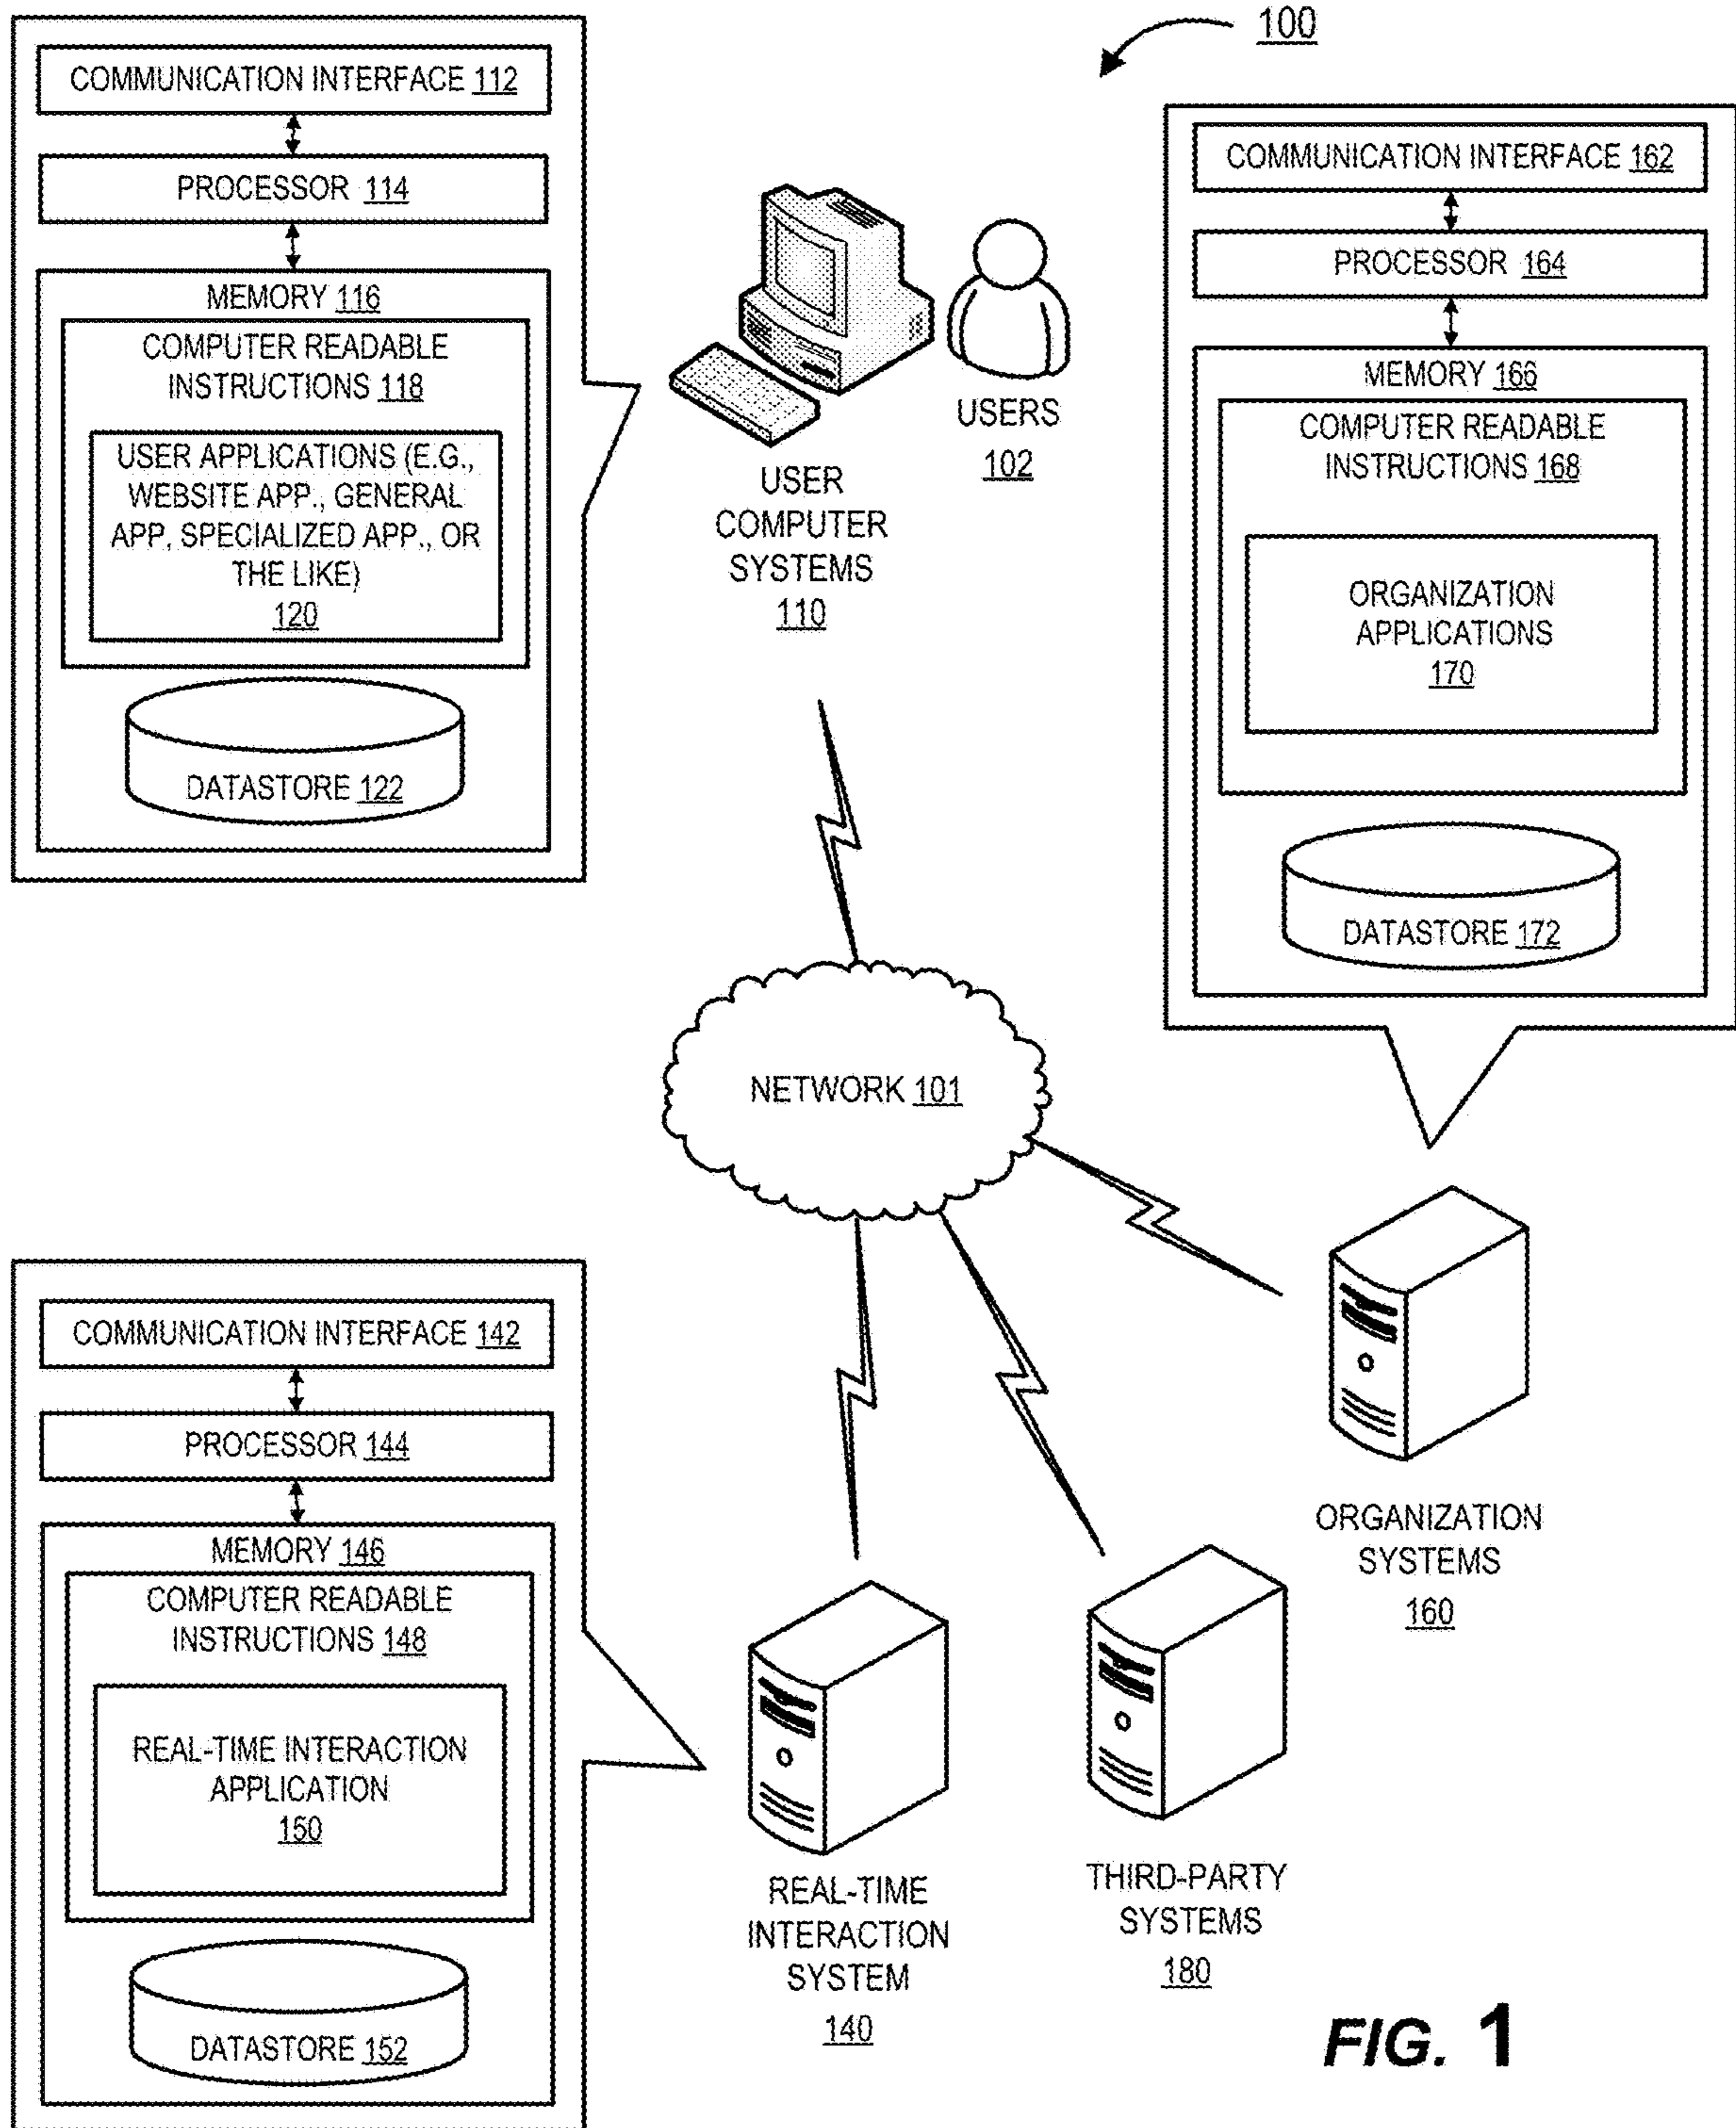 100
COMMUNICATION INTERFACE 112
PROCESSOR 114
MEMORY 116
COMPUTER READABLE
INSTRUCTIONS 118
USER APPLICATIONS (E.G.,
WEBSITE APP., GENERAL
APP, SPECIALIZED APP., OR
THE LIKE)
120
DATASTORE 122
USERS
102
USER
COMPUTER
SYSTEMS
110
COMMUNICATION INTERFACE 162
PROCESSOR 164
MEMORY 166
COMPUTER READABLE
INSTRUCTIONS 168
ORGANIZATION
APPLICATIONS
170
DATASTORE 172
NETWORK 101
COMMUNICATION INTERFACE 142
PROCESSOR 144
MEMORY 146
COMPUTER READABLE
INSTRUCTIONS 148
REAL-TIME INTERACTION
APPLICATION
150
DATASTORE 152
REAL-TIME
INTERACTION
SYSTEM
140
THIRD-PARTY
SYSTEMS
180
ORGANIZATION
SYSTEMS
160
FIG. 1